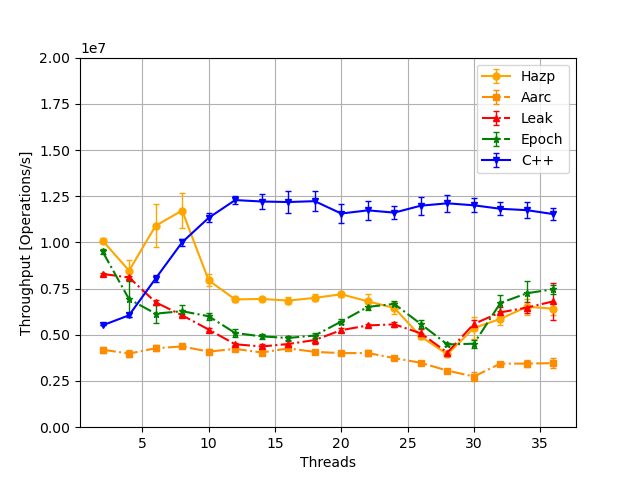 1e7
2.00
1.75
1.50
1.25
1.00
0.75
0.50
0.25
0.00
Throughput [Operations/s]
5
10
15
20
25
30
35
Threads
Hazp
Aarc
Leak
Epoch
C++